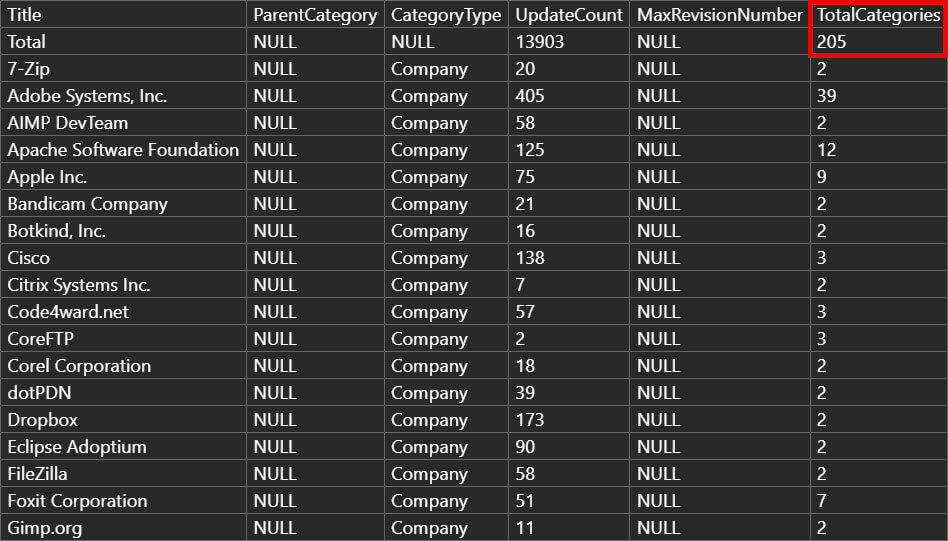 Title ParentCategory CategoryType UpdateCount MaxRevisionNumber TotalCategories
Total NULL NULL 13903 NULL 205
7-Zip NULL Company 20 NULL 2
Adobe Systems, Inc. NULL Company 405 NULL 39
AIMP DevTeam NULL Company 58 NULL 2
Apache Software Foundation NULL Company 125 NULL 12
Apple Inc. NULL Company 75 NULL 9
Bandicam Company NULL Company 21 NULL 2
Botkind, Inc. NULL Company 16 NULL 2
Cisco NULL Company 138 NULL 3
Citrix Systems Inc. NULL Company 7 NULL 2
Code4ward.net NULL Company 57 NULL 3
CoreFTP NULL Company 2 NULL 3
Corel Corporation NULL Company 18 NULL 2
dotPDN NULL Company 39 NULL 2
Dropbox NULL Company 173 NULL 2
Eclipse Adoptium NULL Company 90 NULL 2
FileZilla NULL Company 58 NULL 2
Foxit Corporation NULL Company 51 NULL 7
Gimp.org NULL Company 11 NULL 2